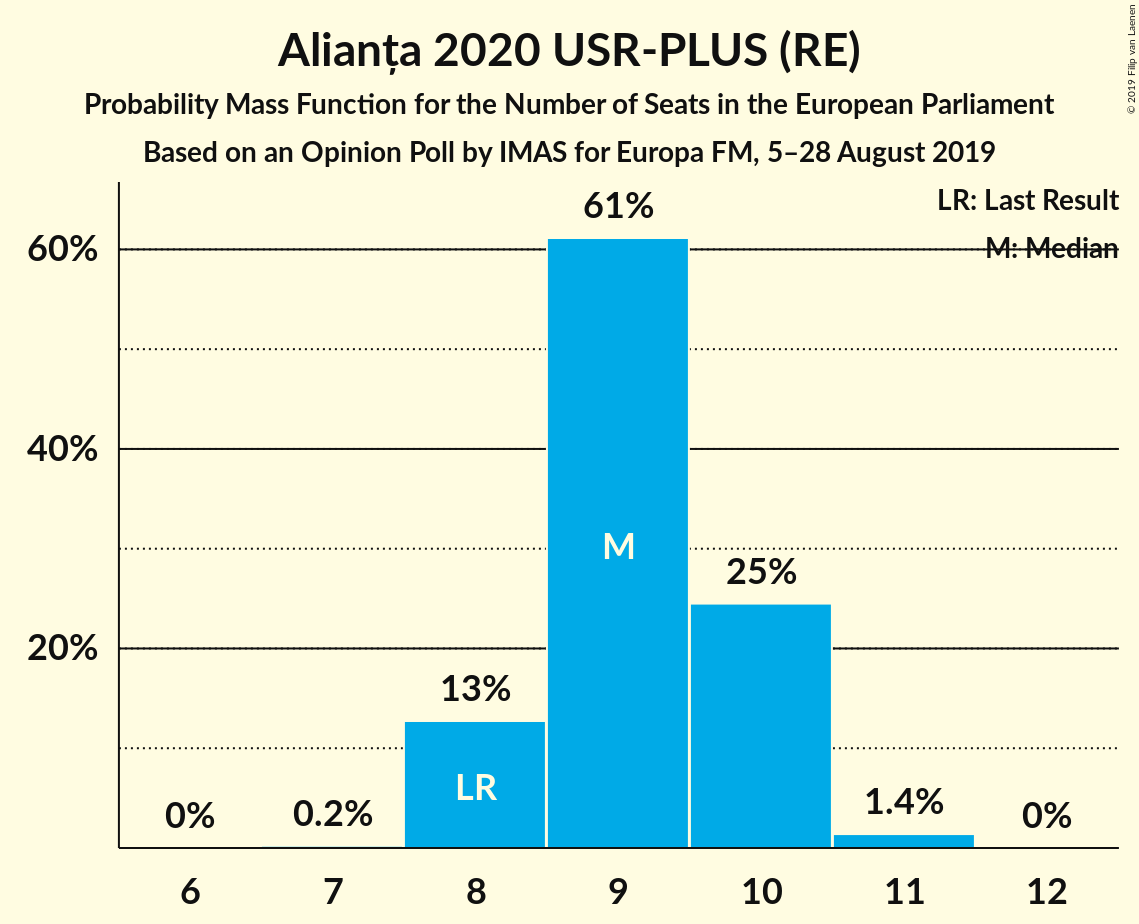 Alianța 2020 USR-PLUS (RE)
Probability Mass Function for the Number of Seats in the European Parliament
Based on an Opinion Poll by IMAS for Europa FM, 5–28 August 2019
© 2019 Filip van Laenen
LR: Last Result
M: Median
60%
40%
20%
0%
0.2%
13%
61%
25%
1.4%
0%
LR
M
6
7
8
9
10
11
12